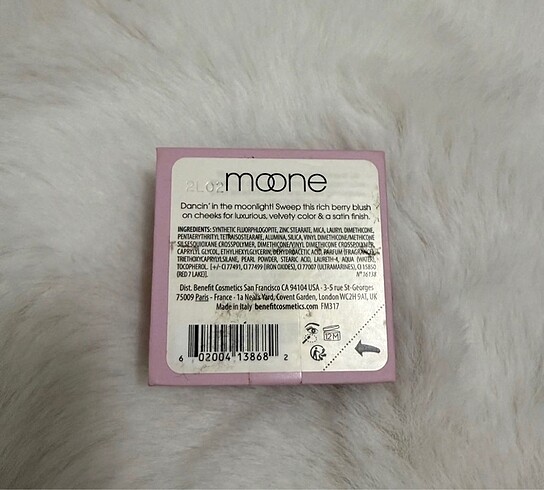 2L02
moone
Dancin' in the moonlight! Sweep this rich berry blush
on cheeks for luxurious, velvety color & a satin finish.
INGREDIENTS: SYNTHETIC FLUORPHLOGOPITE, ZINC STEARATE, MICA, LAURYL DIMETHICONE,
PENTAERYTHRITYL TETRAISOSTEARATE, ALUMINA, SILICA, VINYL DIMETHICONE/METHICONE
SILSESQUIOXANE CROSSPOLYMER, DIMETHICONE/VINYL DIMETHICONE CROSSPOLYMER,
CAPRYLYL GLYCOL, ETHYLHEXYLGLYCERIN, DEHYDROACETIC ACID, PARFUM (FRAGRANCE),
TRIETHOXYCAPRYLYLSILANE, PEARL POWDER, STEARIC ACID, LAURETH-4, AQUA (WATER),
TOCOPHEROL. [+/- CI 77491, CI 77499 (IRON OXIDES), CI 77007 (ULTRAMARINES), CI 15850
(RED 7 LAKE)]. N°16138
Dist. Benefit Cosmetics San Francisco CA 94104 USA · 3-5 rue St-Georges
75009 Paris - France · 1a Neal's Yard, Covent Garden, London WC2H 9A1, UK
Made in Italy benefitcosmetics.com FM317
6 02004 13868 2
12M